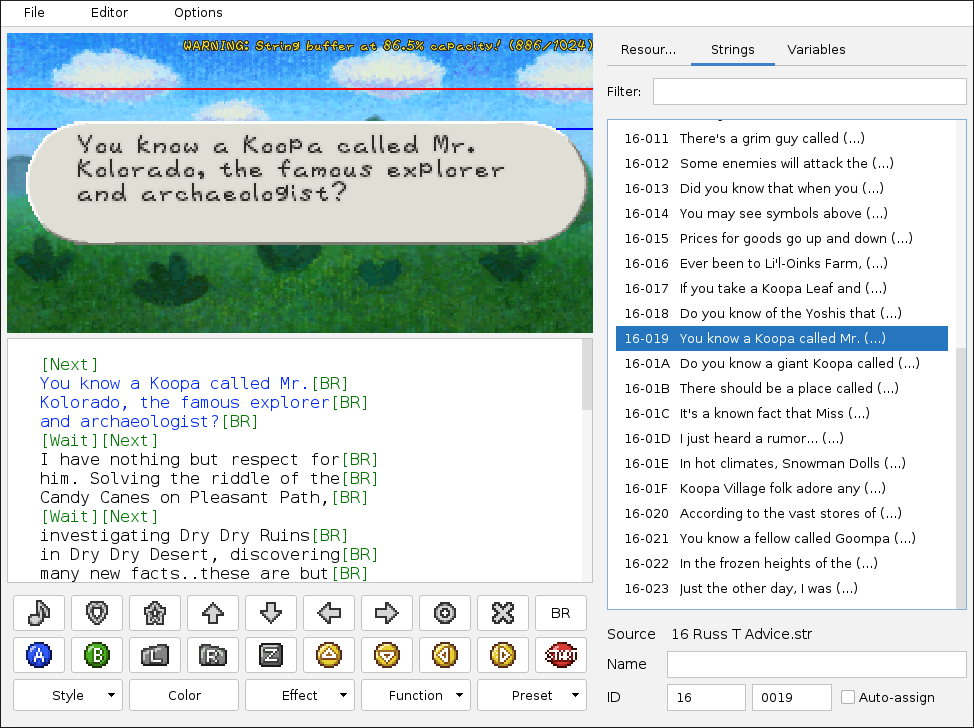 File Editor Options
WARNING: String buffer at 86.5% capacity! (886/1024)
You know a Koopa called Mr.
Kolorado, the famous explorer
and archaeologist?
[Next]
You know a Koopa called Mr.[BR]
Kolorado, the famous explorer[BR]
and archaeologist?[BR]
[Wait][Next]
I have nothing but respect for[BR]
him. Solving the riddle of the[BR]
Candy Canes on Pleasant Path,[BR]
[Wait][Next]
investigating Dry Dry Ruins[BR]
in Dry Dry Desert, discovering[BR]
many new facts..these are but[BR]
BR
A B L R Z START
Style Color Effect Function Preset
Resour... Strings Variables
Filter:
16-011 There's a grim guy called (...)
16-012 Some enemies will attack the (...)
16-013 Did you know that when you (...)
16-014 You may see symbols above (...)
16-015 Prices for goods go up and down (...)
16-016 Ever been to Li'l-Oinks Farm, (...)
16-017 If you take a Koopa Leaf and (...)
16-018 Do you know of the Yoshis that (...)
16-019 You know a Koopa called Mr. (...)
16-01A Do you know a giant Koopa called (...)
16-01B There should be a place called (...)
16-01C It's a known fact that Miss (...)
16-01D I just heard a rumor... (...)
16-01E In hot climates, Snowman Dolls (...)
16-01F Koopa Village folk adore any (...)
16-020 According to the vast stores of (...)
16-021 You know a fellow called Goompa (...)
16-022 In the frozen heights of the (...)
16-023 Just the other day, I was (...)
Source 16 Russ T Advice.str
Name
ID 16 0019 Auto-assign